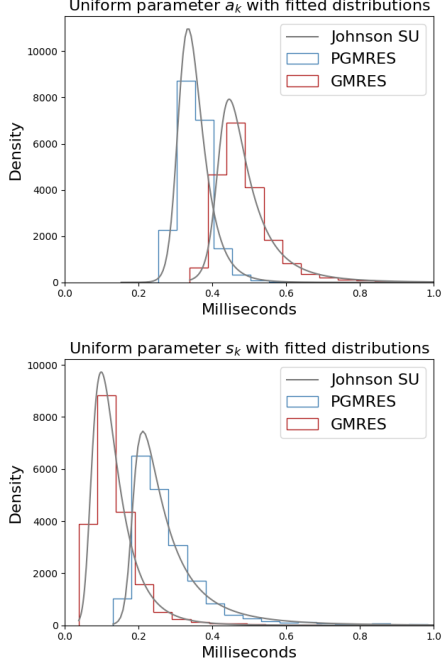 Uniform parameter a_k with fitted distributions
Johnson SU
PGMRES
GMRES
10000
8000
6000
4000
2000
0
Density
0.0 0.2 0.4 0.6 0.8 1.0
Milliseconds
Uniform parameter s_k with fitted distributions
Johnson SU
PGMRES
GMRES
10000
8000
6000
4000
2000
0
Density
0.0 0.2 0.4 0.6 0.8 1.0
Milliseconds